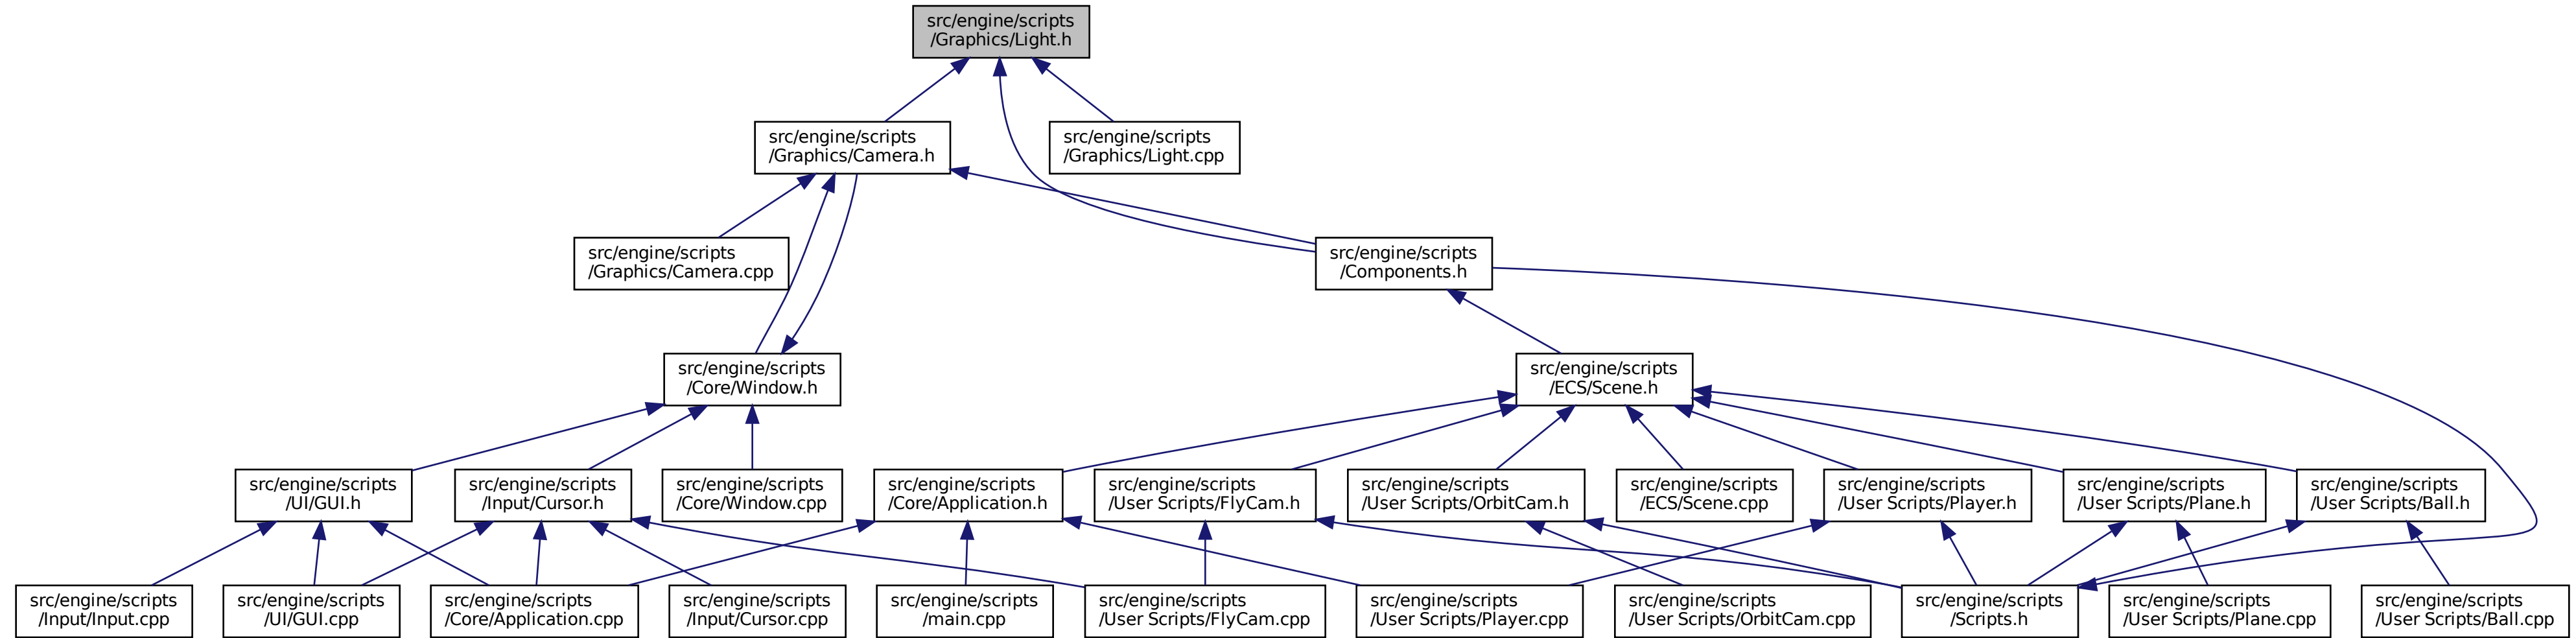 src/engine/scripts
/Graphics/Light.h
src/engine/scripts
/Graphics/Camera.h
src/engine/scripts
/Graphics/Light.cpp
src/engine/scripts
/Graphics/Camera.cpp
src/engine/scripts
/Components.h
src/engine/scripts
/Core/Window.h
src/engine/scripts
/ECS/Scene.h
src/engine/scripts
/UI/GUI.h
src/engine/scripts
/Input/Cursor.h
src/engine/scripts
/Core/Window.cpp
src/engine/scripts
/Core/Application.h
src/engine/scripts
/User Scripts/FlyCam.h
src/engine/scripts
/User Scripts/OrbitCam.h
src/engine/scripts
/ECS/Scene.cpp
src/engine/scripts
/User Scripts/Player.h
src/engine/scripts
/User Scripts/Plane.h
src/engine/scripts
/User Scripts/Ball.h
src/engine/scripts
/Input/Input.cpp
src/engine/scripts
/UI/GUI.cpp
src/engine/scripts
/Core/Application.cpp
src/engine/scripts
/Input/Cursor.cpp
src/engine/scripts
/main.cpp
src/engine/scripts
/User Scripts/FlyCam.cpp
src/engine/scripts
/User Scripts/Player.cpp
src/engine/scripts
/User Scripts/OrbitCam.cpp
src/engine/scripts
/Scripts.h
src/engine/scripts
/User Scripts/Plane.cpp
src/engine/scripts
/User Scripts/Ball.cpp